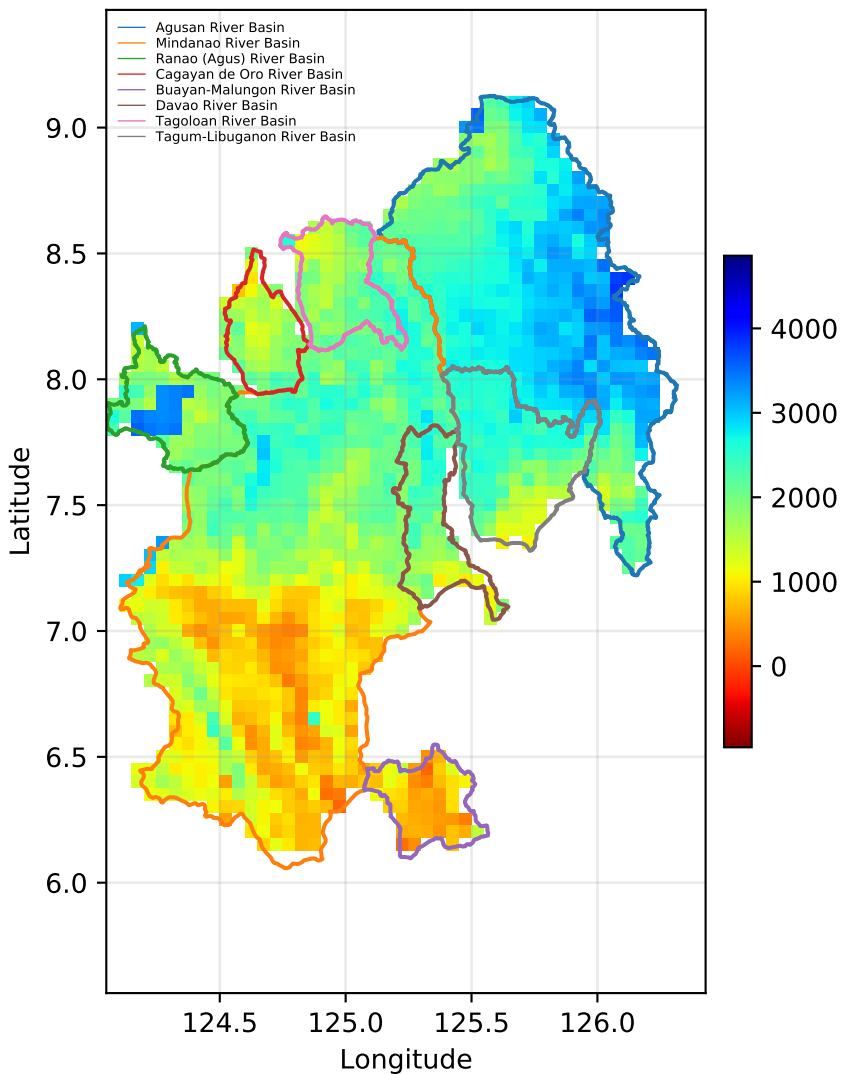 Agusan River Basin
Mindanao River Basin
Ranao (Agus) River Basin
Cagayan de Oro River Basin
Buayan-Malungon River Basin
Davao River Basin
Tagoloan River Basin
Tagum-Libuganon River Basin
9.0
8.5
8.0
7.5
7.0
6.5
6.0
Latitude
124.5 125.0 125.5 126.0
Longitude
4000
3000
2000
1000
0